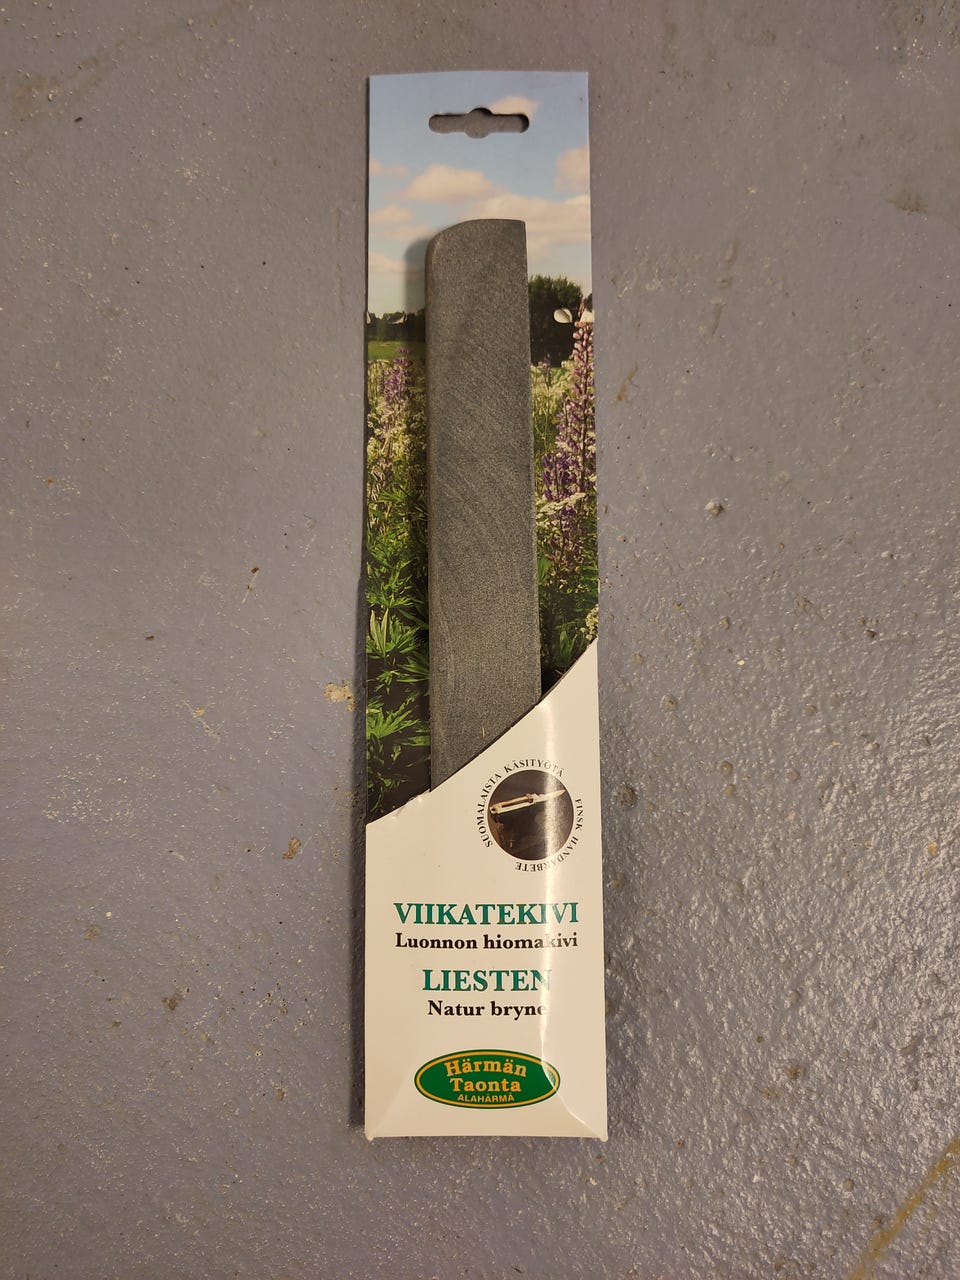 SUOMALAISTA KÄSITYÖTÄ
FINSK HANDARBETE
VIIKATEKIVI
Luonnon hiomakivi
LIESTEN
Natur bryne
Härmän
Taonta
ALAHÄRMÄ